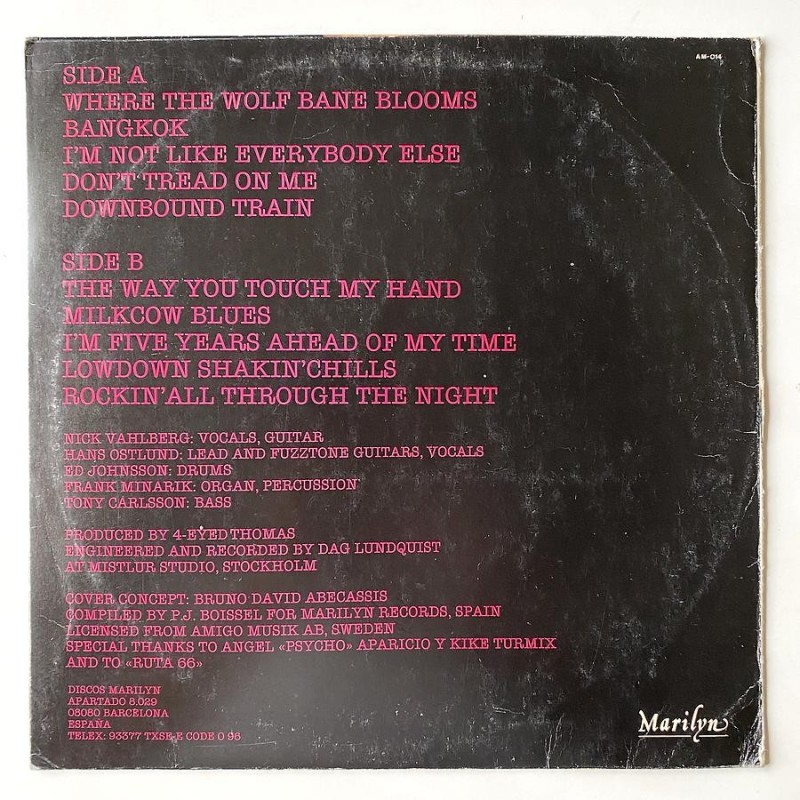 AM-014
SIDE A
WHERE THE WOLF BANE BLOOMS
BANGKOK
I'M NOT LIKE EVERYBODY ELSE
DON'T TREAD ON ME
DOWNBOUND TRAIN
SIDE B
THE WAY YOU TOUCH MY HAND
MILKCOW BLUES
I'M FIVE YEARS AHEAD OF MY TIME
LOWDOWN SHAKIN'CHILLS
ROCKIN'ALL THROUGH THE NIGHT
NICK VAHLBERG: VOCALS, GUITAR
HANS OSTLUND: LEAD AND FUZZTONE GUITARS, VOCALS
ED JOHNSSON: DRUMS
FRANK MINARIK: ORGAN, PERCUSSION
TONY CARLSSON: BASS
PRODUCED BY 4-EYED THOMAS
ENGINEERED AND RECORDED BY DAG LUNDQUIST
AT MISTLUR STUDIO, STOCKHOLM
COVER CONCEPT: BRUNO DAVID ABECASSIS
COMPILED BY P.J. BOISSEL FOR MARILYN RECORDS, SPAIN
LICENSED FROM AMIGO MUSIK AB, SWEDEN
SPECIAL THANKS TO ANGEL «PSYCHO» APARICIO Y KIKE TURMIX
AND TO «RUTA 66»
DISCOS MARILYN
APARTADO 8.029
08080 BARCELONA
ESPAÑA
TELEX: 93377 TXSE-E CODE 0 96
Marilyn